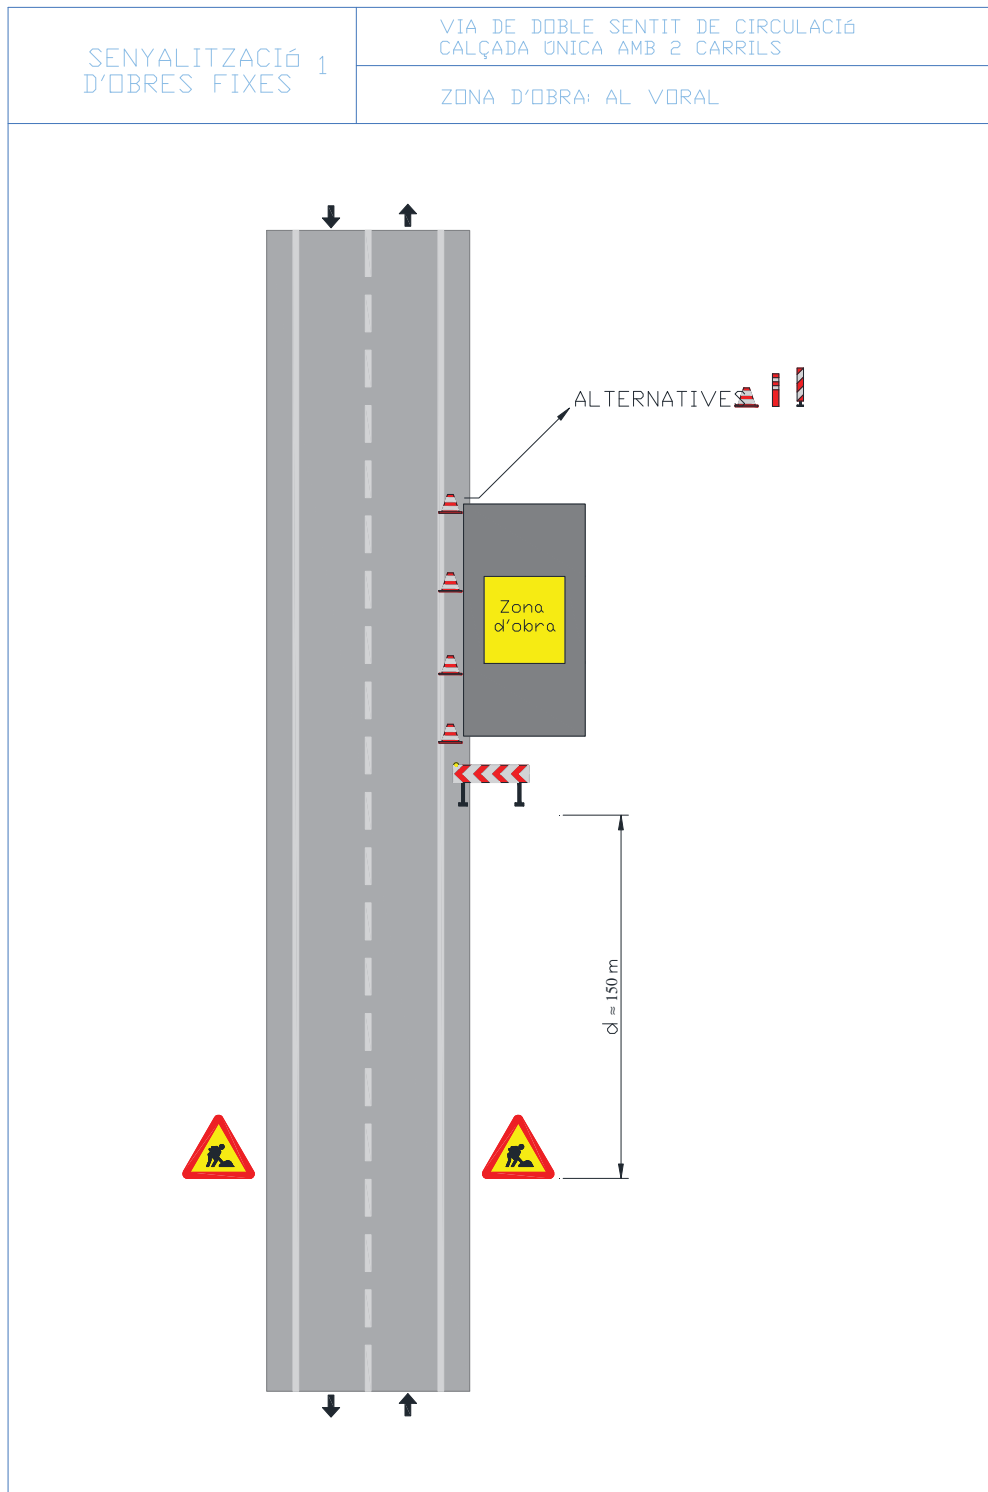 SENYALITZACIó 1
D'OBRES FIXES
VIA DE DOBLE SENTIT DE CIRCULACIó
CALÇADA ÚNICA AMB 2 CARRILS
ZONA D'OBRA: AL VORAL
ALTERNATIVES
Zona
d'obra
d ≈ 150 m